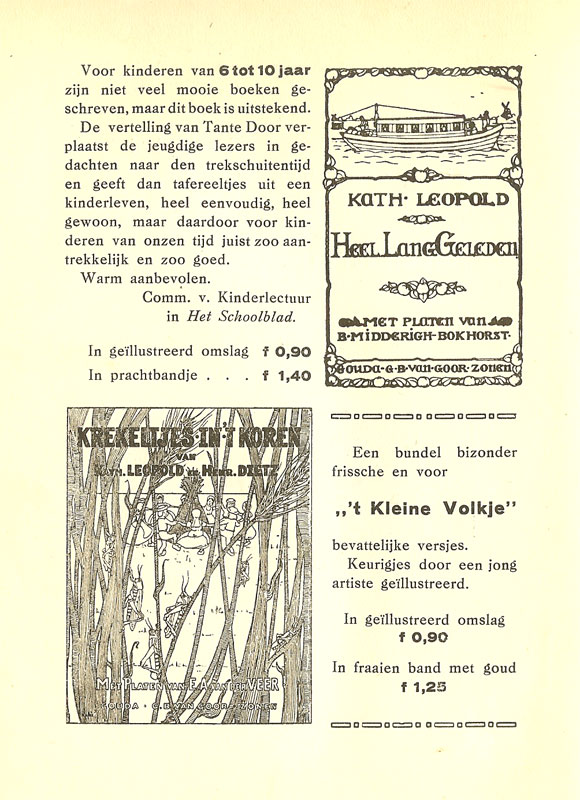 Voor kinderen van 6 tot 10 jaar
zijn niet veel mooie boeken ge-
schreven, maar dit boek is uitstekend.
De vertelling van Tante Door ver-
plaatst de jeugdige lezers in ge-
dachten naar den trekschuitentijd
en geeft dan tafereeltjes uit een
kinderleven, heel eenvoudig, heel
gewoon, maar daardoor voor kin-
deren van onzen tijd juist zoo aan-
trekkelijk en zoo goed.
Warm aanbevolen.
Comm. v. Kinderlectuur
in Het Schoolblad.
In geïllustreerd omslag f 0,90
In prachtbandje . . . f 1,40
KATH· LEOPOLD
HEEL LANG GELEDEN
MET PLATEN VAN
B·MIDDERIGH-BOKHORST·
GOUDA·G·B·VAN·GOOR·ZONEN
KREKELTJES·IN·'T KOREN
VAN
KATH. LEOPOLD EN HENR. DIETZ
MET PLATEN VAN E.A. VAN DER VEER
GOUDA · G.B. VAN GOOR · ZONEN
Een bundel bizonder
frissche en voor
„'t Kleine Volkje”
bevattelijke versjes.
Keurigjes door een jong
artiste geïllustreerd.
In geïllustreerd omslag
f 0,90
In fraaien band met goud
f 1,25